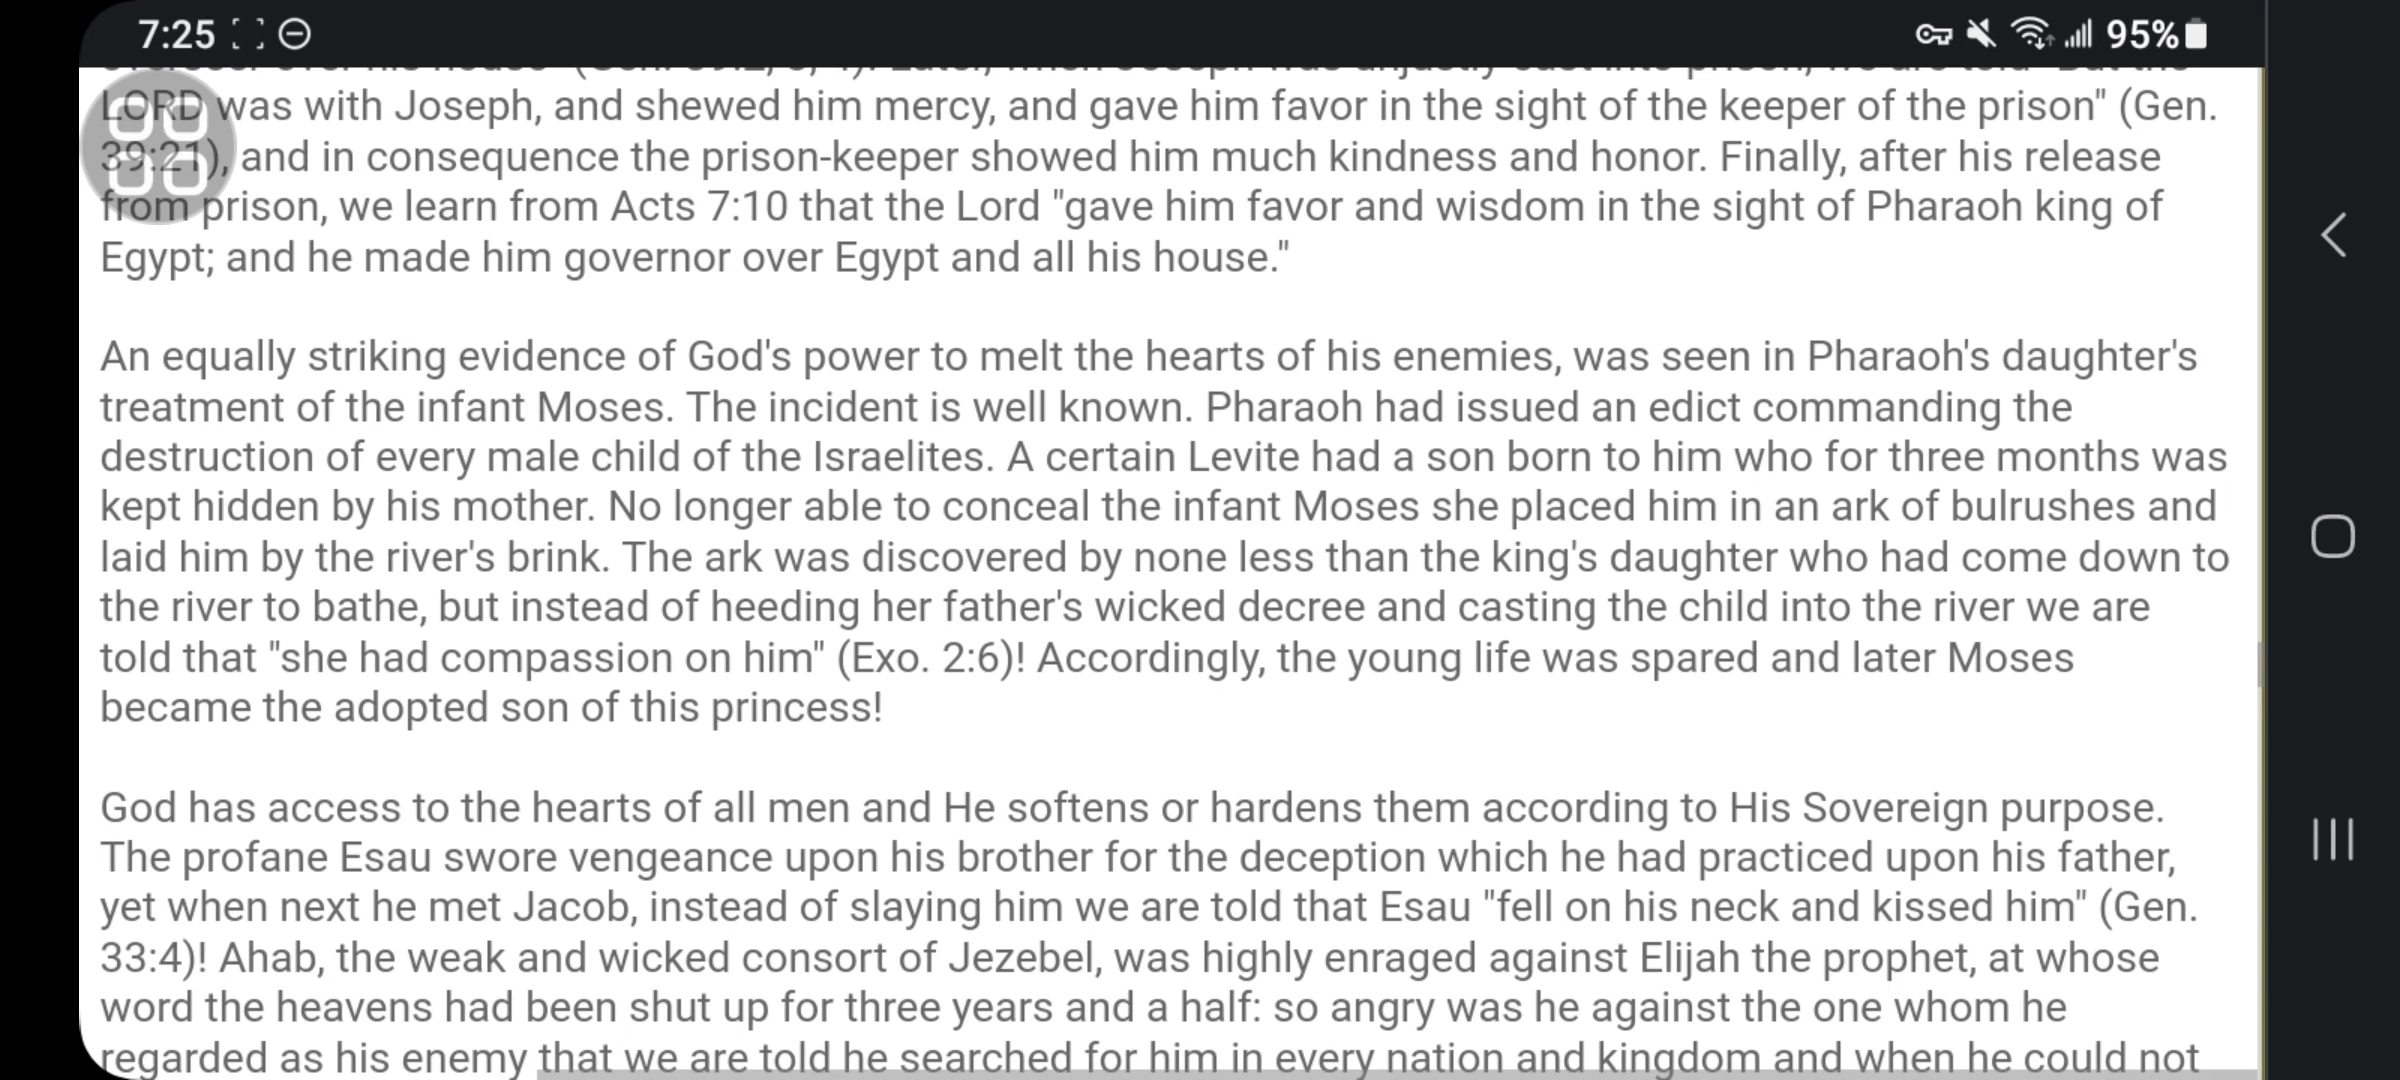 7:25
95%
LORD was with Joseph, and shewed him mercy, and gave him favor in the sight of the keeper of the prison" (Gen.
39:21), and in consequence the prison-keeper showed him much kindness and honor. Finally, after his release
from prison, we learn from Acts 7:10 that the Lord "gave him favor and wisdom in the sight of Pharaoh king of
Egypt; and he made him governor over Egypt and all his house."
An equally striking evidence of God's power to melt the hearts of his enemies, was seen in Pharaoh's daughter's
treatment of the infant Moses. The incident is well known. Pharaoh had issued an edict commanding the
destruction of every male child of the Israelites. A certain Levite had a son born to him who for three months was
kept hidden by his mother. No longer able to conceal the infant Moses she placed him in an ark of bulrushes and
laid him by the river's brink. The ark was discovered by none less than the king's daughter who had come down to
the river to bathe, but instead of heeding her father's wicked decree and casting the child into the river we are
told that "she had compassion on him" (Exo. 2:6)! Accordingly, the young life was spared and later Moses
became the adopted son of this princess!
God has access to the hearts of all men and He softens or hardens them according to His Sovereign purpose.
The profane Esau swore vengeance upon his brother for the deception which he had practiced upon his father,
yet when next he met Jacob, instead of slaying him we are told that Esau "fell on his neck and kissed him" (Gen.
33:4)! Ahab, the weak and wicked consort of Jezebel, was highly enraged against Elijah the prophet, at whose
word the heavens had been shut up for three years and a half: so angry was he against the one whom he
regarded as his enemy that we are told he searched for him in every nation and kingdom and when he could not